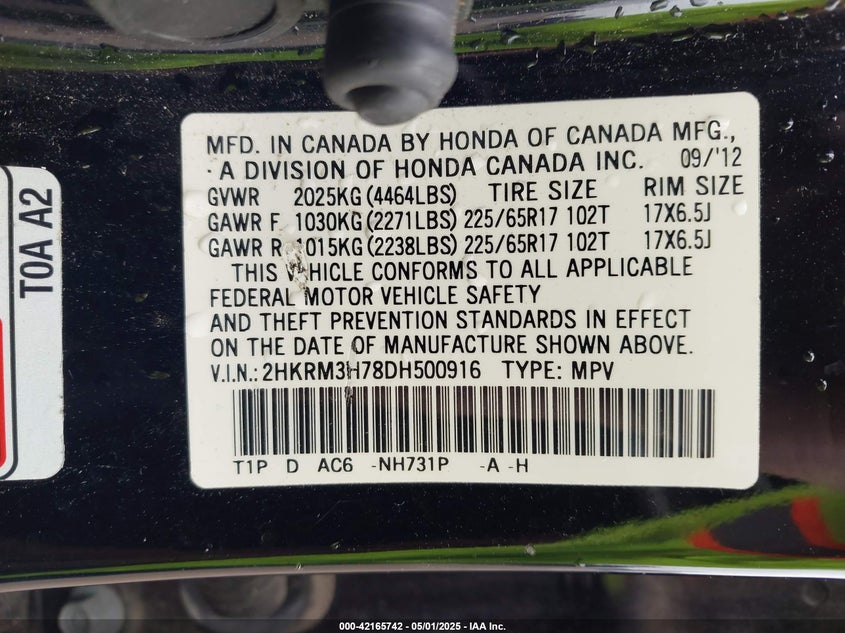 MFD. IN CANADA BY HONDA OF CANADA MFG.,
A DIVISION OF HONDA CANADA INC. 09/'12
GVWR 2025KG (4464LBS) TIRE SIZE RIM SIZE
GAWR F 1030KG (2271LBS) 225/65R17 102T 17X6.5J
GAWR R 1015KG (2238LBS) 225/65R17 102T 17X6.5J
THIS VEHICLE CONFORMS TO ALL APPLICABLE
FEDERAL MOTOR VEHICLE SAFETY
AND THEFT PREVENTION STANDARDS IN EFFECT
ON THE DATE OF MANUFACTURE SHOWN ABOVE.
V.I.N.: 2HKRM3H78DH500916 TYPE: MPV
T1P D AC6 -NH731P -A -H
T0A A2
000-42165742 - 05/01/2025 - IAA Inc.